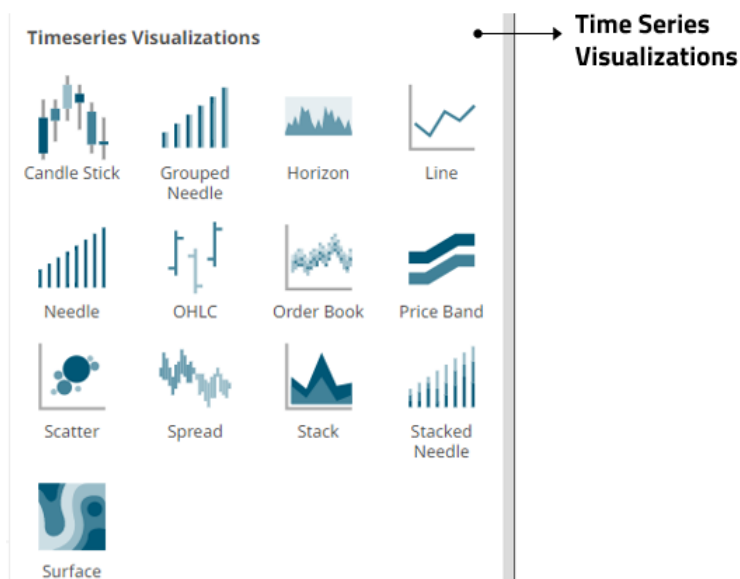 Timeseries Visualizations
Time Series
Visualizations
Candle Stick
Grouped
Needle
Horizon
Line
Needle
OHLC
Order Book
Price Band
Scatter
Spread
Stack
Stacked
Needle
Surface